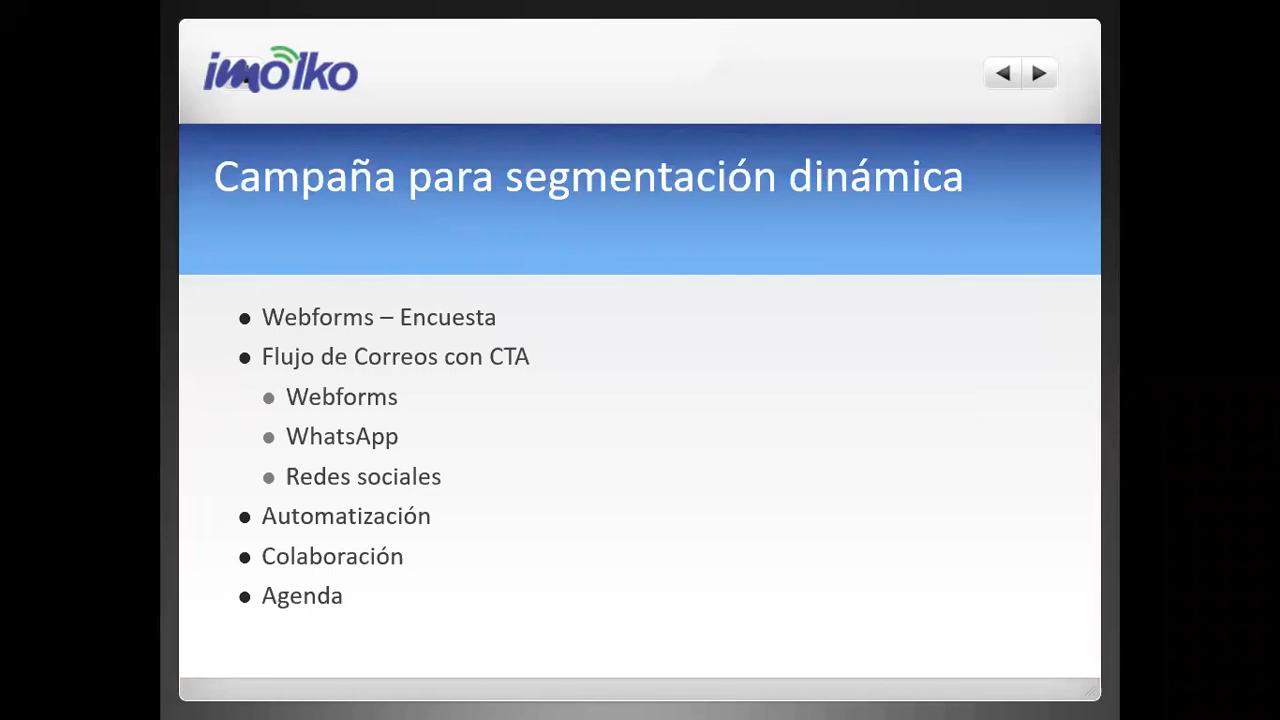 imolko
Campaña para segmentación dinámica
Webforms – Encuesta
Flujo de Correos con CTA
Webforms
WhatsApp
Redes sociales
Automatización
Colaboración
Agenda